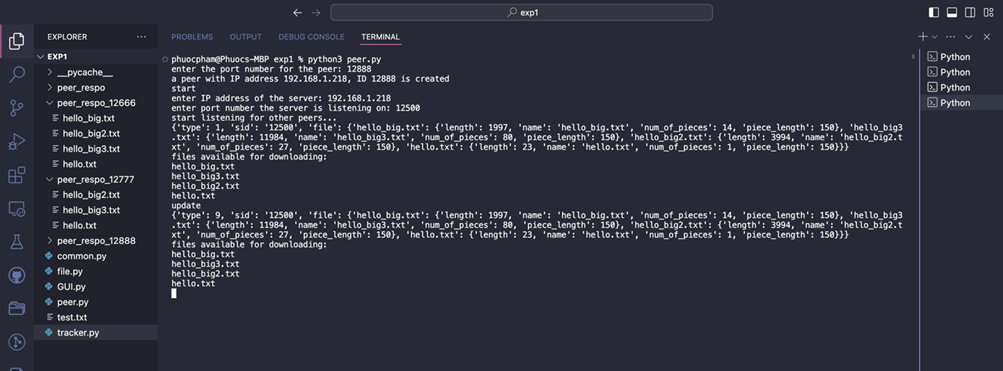 exp1
EXPLORER
PROBLEMS OUTPUT DEBUG CONSOLE TERMINAL
EXP1
__pycache__
peer_respo
peer_respo_12666
hello_big.txt
hello_big2.txt
hello_big3.txt
hello.txt
peer_respo_12777
hello_big2.txt
hello_big3.txt
hello.txt
peer_respo_12888
common.py
file.py
GUI.py
peer.py
test.txt
tracker.py
phuocpham@Phuocs-MBP exp1 % python3 peer.py
enter the port number for the peer: 12888
a peer with IP address 192.168.1.218, ID 12888 is created
start
enter IP address of the server: 192.168.1.218
enter port number the server is listening on: 12500
start listening for other peers...
{'type': 1, 'sid': '12500', 'file': {'hello_big.txt': {'length': 1997, 'name': 'hello_big.txt', 'num_of_pieces': 14, 'piece_length': 150}, 'hello_big3
.txt': {'length': 11984, 'name': 'hello_big3.txt', 'num_of_pieces': 80, 'piece_length': 150}, 'hello_big2.txt': {'length': 3994, 'name': 'hello_big2.t
xt', 'num_of_pieces': 27, 'piece_length': 150}, 'hello.txt': {'length': 23, 'name': 'hello.txt', 'num_of_pieces': 1, 'piece_length': 150}}}
files available for downloading:
hello_big.txt
hello_big3.txt
hello_big2.txt
hello.txt
update
{'type': 9, 'sid': '12500', 'file': {'hello_big.txt': {'length': 1997, 'name': 'hello_big.txt', 'num_of_pieces': 14, 'piece_length': 150}, 'hello_big3
.txt': {'length': 11984, 'name': 'hello_big3.txt', 'num_of_pieces': 80, 'piece_length': 150}, 'hello_big2.txt': {'length': 3994, 'name': 'hello_big2.t
xt', 'num_of_pieces': 27, 'piece_length': 150}, 'hello.txt': {'length': 23, 'name': 'hello.txt', 'num_of_pieces': 1, 'piece_length': 150}}}
files available for downloading:
hello_big.txt
hello_big3.txt
hello_big2.txt
hello.txt
Python
Python
Python
Python